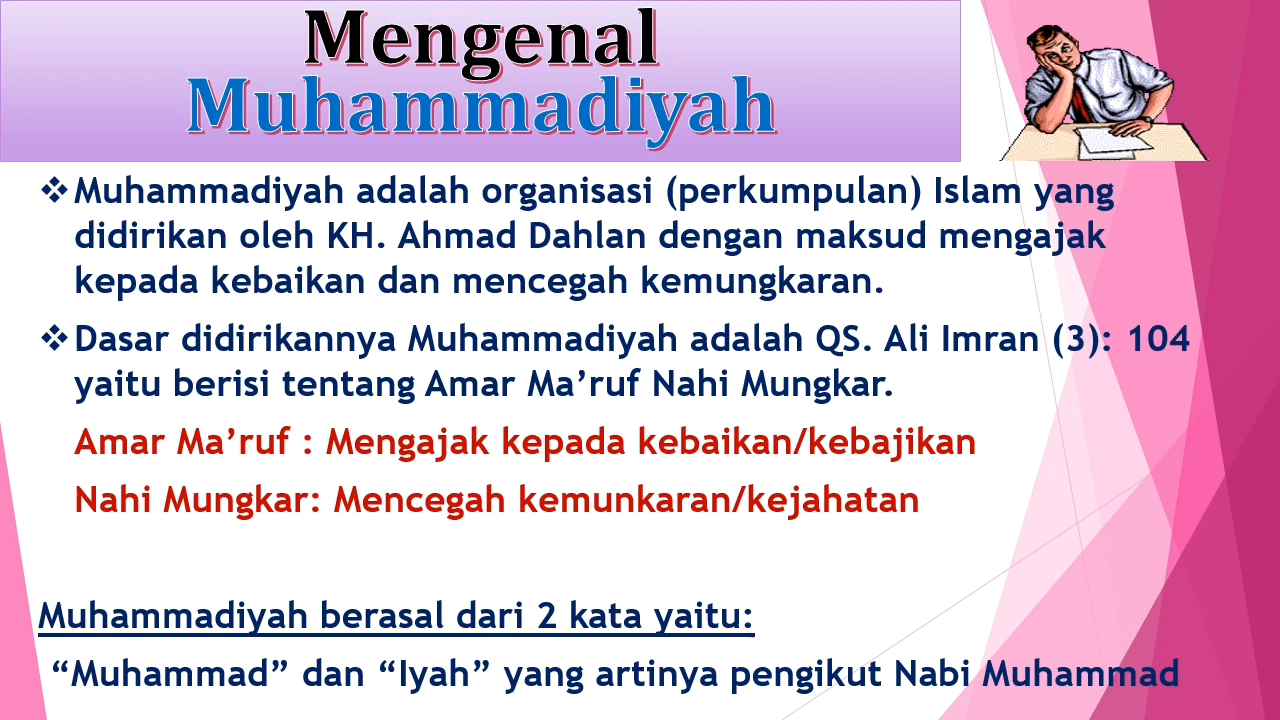 Mengenal
Muhammadiyah
❖Muhammadiyah adalah organisasi (perkumpulan) Islam yang
didirikan oleh KH. Ahmad Dahlan dengan maksud mengajak
kepada kebaikan dan mencegah kemungkaran.
❖Dasar didirikannya Muhammadiyah adalah QS. Ali Imran (3): 104
yaitu berisi tentang Amar Ma’ruf Nahi Mungkar.
Amar Ma’ruf : Mengajak kepada kebaikan/kebajikan
Nahi Mungkar: Mencegah kemunkaran/kejahatan
Muhammadiyah berasal dari 2 kata yaitu:
“Muhammad” dan “Iyah” yang artinya pengikut Nabi Muhammad